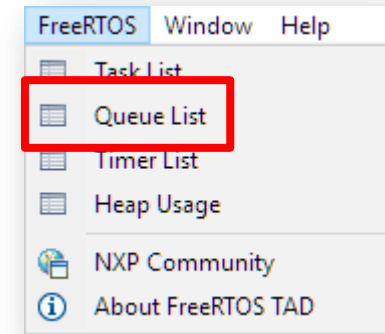 FreeRTOS Window Help
Task List
Queue List
Timer List
Heap Usage
NXP Community
About FreeRTOS TAD